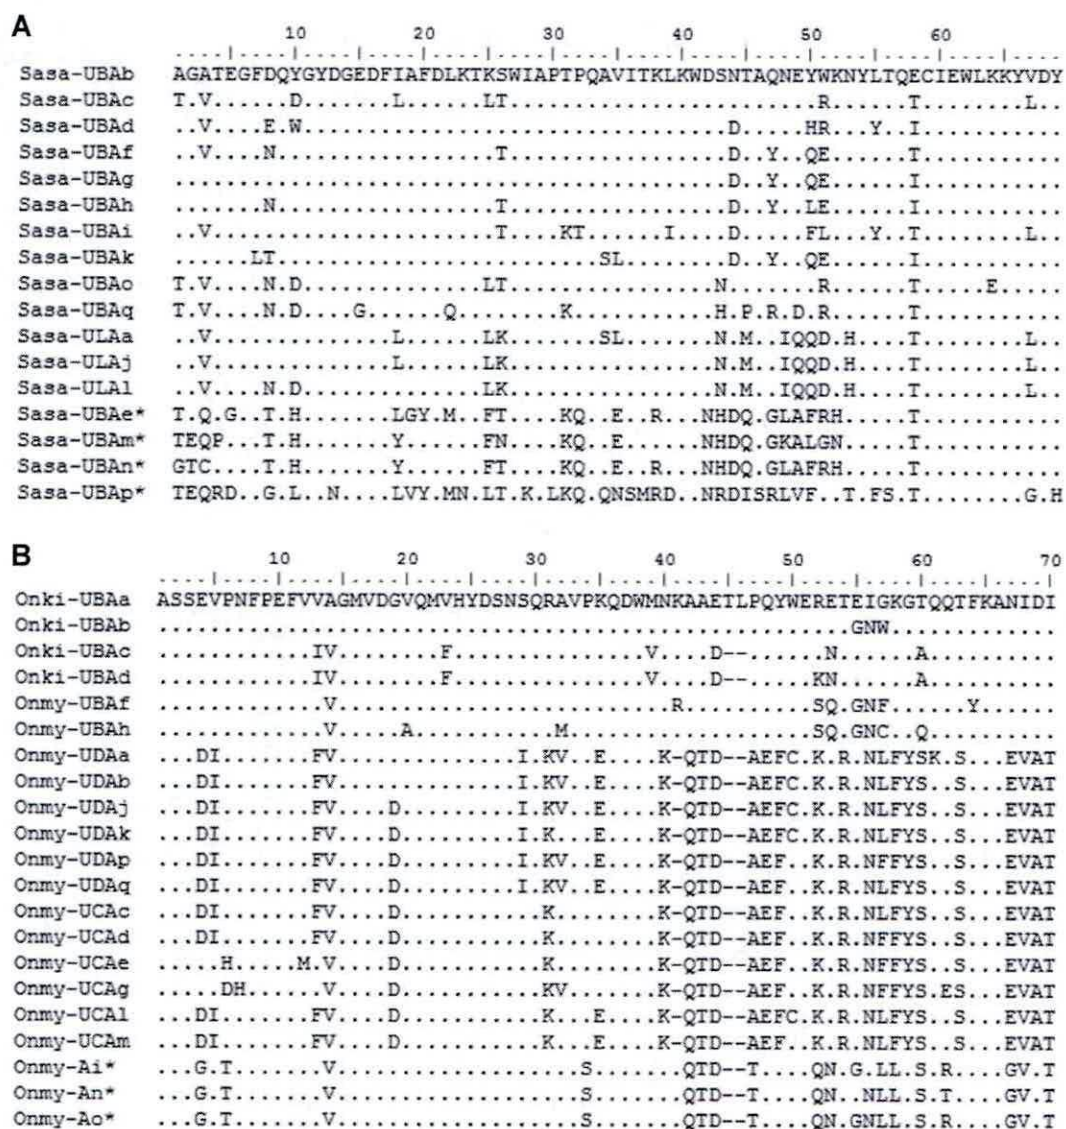 A
10 20 30 40 50 60
Sasa-UBAb AGATEGFDQYGYDGEDFIAFDLKTKSWIAPTPQAVITKLKWDSNTAQNEYWKNYLTQECIEWLKKYVDY
Sasa-UBAc T.V......D.......L......LT........................R......T........L..
Sasa-UBAd ..V....E.W.................................D.....HR...Y..I...........
Sasa-UBAf ..V....N.................T.................D..Y..QE......T...........
Sasa-UBAg ...........................................D..Y..QE......I...........
Sasa-UBAh .......N.................T.................D..Y..LE......I...........
Sasa-UBAi ..V......................T....KT......I....D.....FL...Y..T........L..
Sasa-UBAk ......LT.........................SL........D..Y..QE......I...........
Sasa-UBAo T.V....N.D..............LT................N.......R......T.....E.....
Sasa-UBAq T.V....N.D....G......Q........K...........H.P.R.D.R......T...........
Sasa-ULAa ..V..............L......LK.......SL.......N.M..IQQD.H....T........L..
Sasa-ULAj ..V..............L......LK................N.M..IQQD.H....T........L..
Sasa-ULAl ..V....N.D..............LK................N.M..IQQD.H....T........L..
Sasa-UBAe* T.Q.G..T.H.......LGY.M..FT....KQ..E..R...NHDQ.GLAFRH.....T...........
Sasa-UBAm* TEQP...T.H.......Y......FN....KQ..E......NHDQ.GKALGN.....T...........
Sasa-UBAn* GTC....T.H.......Y......FT....KQ..E..R...NHDQ.GLAFRH.....T...........
Sasa-UBAp* TEQRD..G.L..N....LVY.MN.LT.K.LKQ.QNSMRD..NRDISRLVF..T.FS.T........G.H
B
10 20 30 40 50 60 70
Onki-UBAa ASSEVPNFPEFVVAGMVDGVQMVHYDSNSQRAVPKQDWMNKAAETLPQYWERETEIGKGTQQTFKANIDI
Onki-UBAb ......................................................GNW.............
Onki-UBAc ............IV........F...............V....D--......N......A..........
Onki-UBAd ............IV........F...............V....D--.....KN......A..........
Onmy-UBAf .............V..........................R..........SQ.GNF......Y......
Onmy-UBAh .............V.....A...........M...................SQ.GNC..Q..........
Onmy-UDAa ...DI.......FV..............I.KV..E....K-QTD--AEFC.K.R.NLFYSK.S...EVAT
Onmy-UDAb ...DI.......FV..............I.KV..E....K-QTD--AEFC.K.R.NLFYS..S...EVAT
Onmy-UDAj ...DI.......FV....D.........I.KV..E....K-QTD--AEFC.K.R.NLFYS..S...EVAT
Onmy-UDAk ...DI.......FV....D.........I.K...E....K-QTD--AEFC.K.R.NLFYS..S...EVAT
Onmy-UDAp ...DI.......FV....D.........I.KV..E....K-QTD--AEF..K.R.NFFYS..S...EVAT
Onmy-UDAq ...DI.......FV....D.........I.KV..E....K-QTD--AEF..K.R.NLFYS..S...EVAT
Onmy-UCAc ...DI.......FV....D...........K........K-QTD--AEF..K.R.NLFYS..S...EVAT
Onmy-UCAd ...DI.......FV....D...........K........K-QTD--AEF..K.R.NFFYS..S...EVAT
Onmy-UCAe .....H.....M.V....D...........K........K-QTD--AEF..K.R.NFFYS..S...EVAT
Onmy-UCAg .....DH......V....D...........KV.......K-QTD--AEF..K.R.NFFYS.ES...EVAT
Onmy-UCAl ...DI.......FV....D...........K...E....K-QTD--AEFC.K.R.NLFYS..S...EVAT
Onmy-UCAm ...DI.......FV....D...........K...E....K-QTD--AEF..K.R.NLFYS..S...EVAT
Onmy-Ai* ...G.T.......V...................S.......QTD--T....QN.G.LL.S.R....GV.T
Onmy-An* ...G.T.......V...................S.......QTD--T....QN..NLL.S.T....GV.T
Onmy-Ao* ...G.T.......V...................S.......QTD--T....QN.GNLL.S.R....GV.T